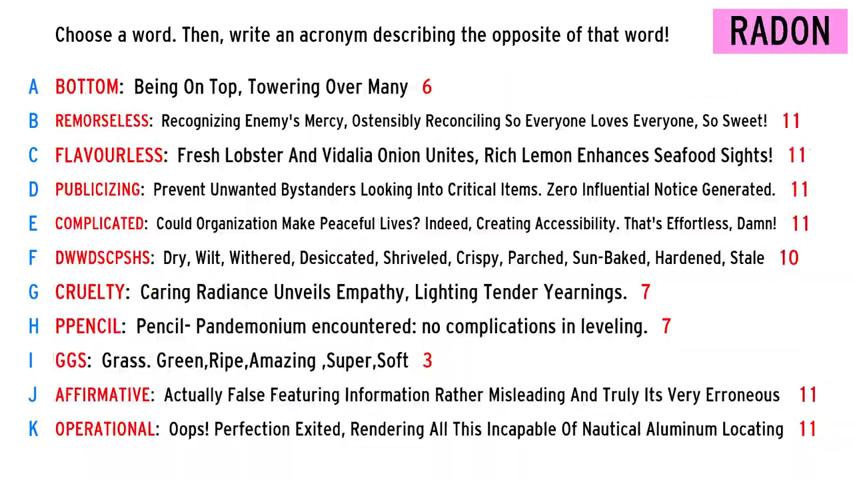 Choose a word. Then, write an acronym describing the opposite of that word!
RADON
A BOTTOM: Being On Top, Towering Over Many 6
B REMORSELESS: Recognizing Enemy's Mercy, Ostensibly Reconciling So Everyone Loves Everyone, So Sweet! 11
C FLAVOURLESS: Fresh Lobster And Vidalia Onion Unites, Rich Lemon Enhances Seafood Sights! 11
D PUBLICIZING: Prevent Unwanted Bystanders Looking Into Critical Items. Zero Influential Notice Generated. 11
E COMPLICATED: Could Organization Make Peaceful Lives? Indeed, Creating Accessibility. That's Effortless, Damn! 11
F DWWDSCPSHS: Dry, Wilt, Withered, Desiccated, Shriveled, Crispy, Parched, Sun-Baked, Hardened, Stale 10
G CRUELTY: Caring Radiance Unveils Empathy, Lighting Tender Yearnings. 7
H PPENCIL: Pencil- Pandemonium encountered: no complications in leveling. 7
I GGS: Grass. Green,Ripe,Amazing ,Super,Soft 3
J AFFIRMATIVE: Actually False Featuring Information Rather Misleading And Truly Its Very Erroneous 11
K OPERATIONAL: Oops! Perfection Exited, Rendering All This Incapable Of Nautical Aluminum Locating 11